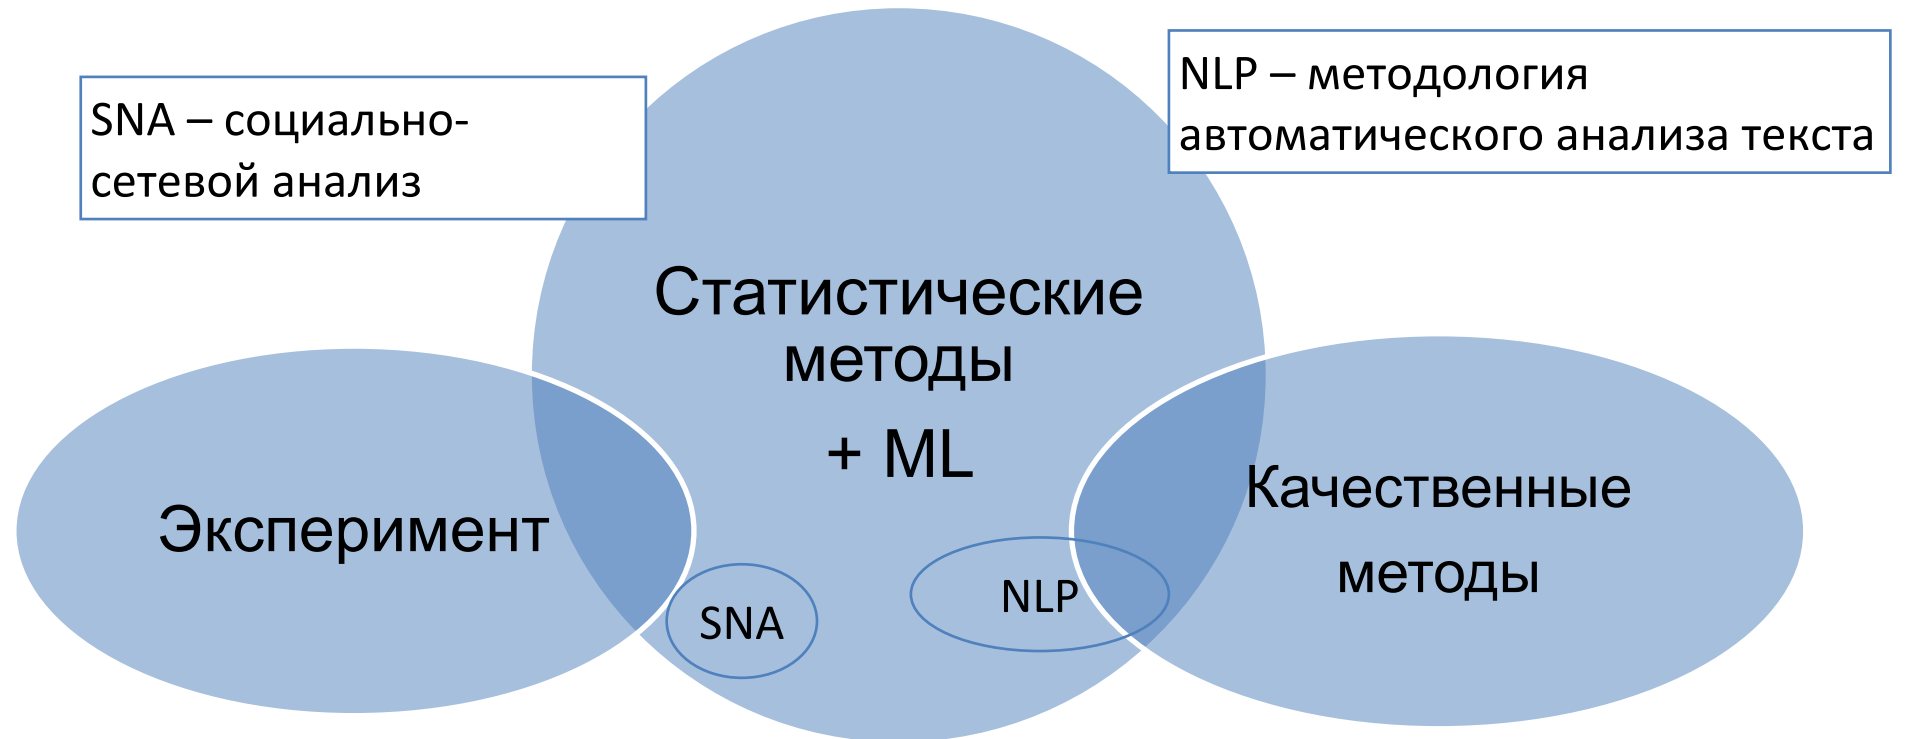 SNA – социально-
сетевой анализ
NLP – методология
автоматического анализа текста
Статистические
методы
+ ML
Эксперимент
Качественные
методы
SNA
NLP